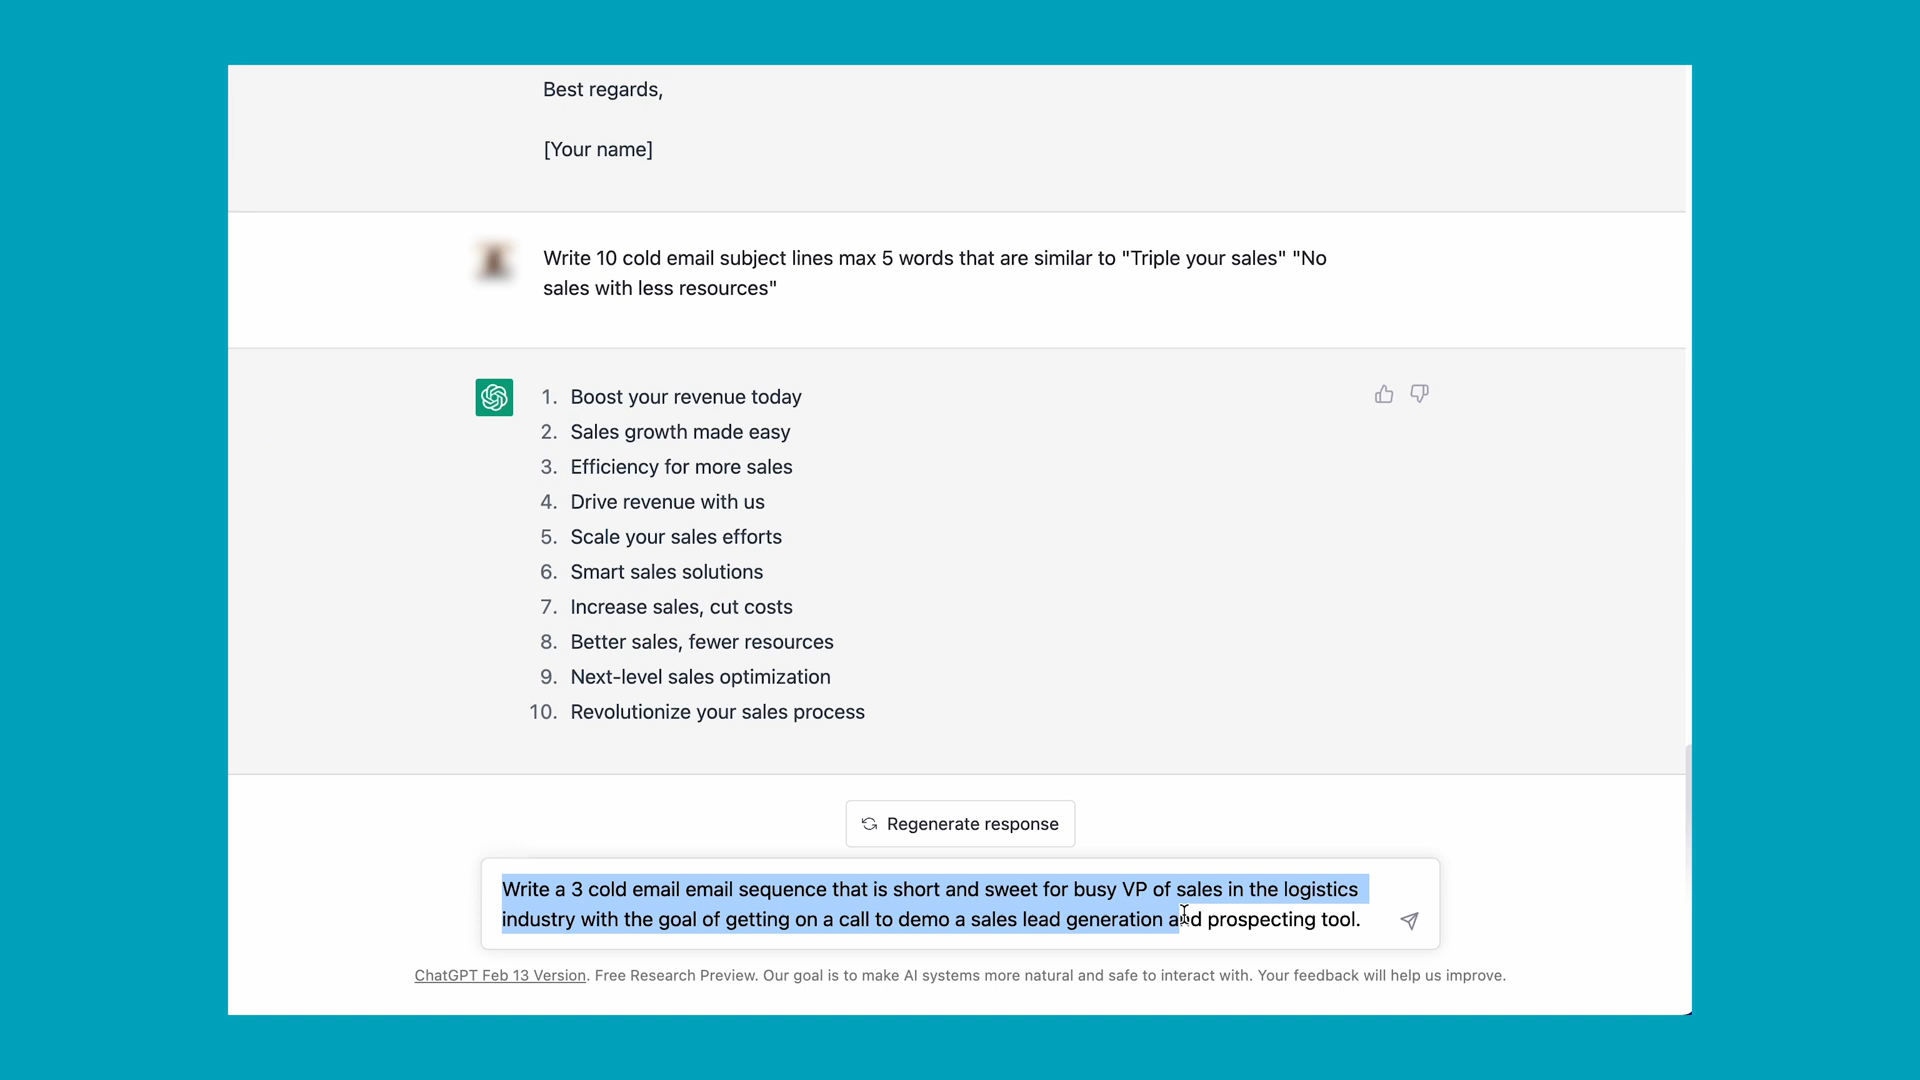 Best regards,
[Your name]
Write 10 cold email subject lines max 5 words that are similar to "Triple your sales" "No
sales with less resources"
1. Boost your revenue today
2. Sales growth made easy
3. Efficiency for more sales
4. Drive revenue with us
5. Scale your sales efforts
6. Smart sales solutions
7. Increase sales, cut costs
8. Better sales, fewer resources
9. Next-level sales optimization
10. Revolutionize your sales process
Regenerate response
Write a 3 cold email email sequence that is short and sweet for busy VP of sales in the logistics
industry with the goal of getting on a call to demo a sales lead generation and prospecting tool.
ChatGPT Feb 13 Version. Free Research Preview. Our goal is to make AI systems more natural and safe to interact with. Your feedback will help us improve.